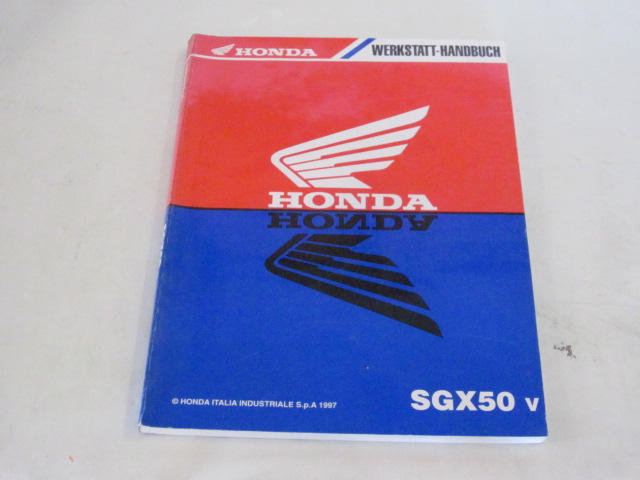 HONDA WERKSTATT-HANDBUCH
HONDA
HONDA
© HONDA ITALIA INDUSTRIALE S.p.A 1997
SGX50 V